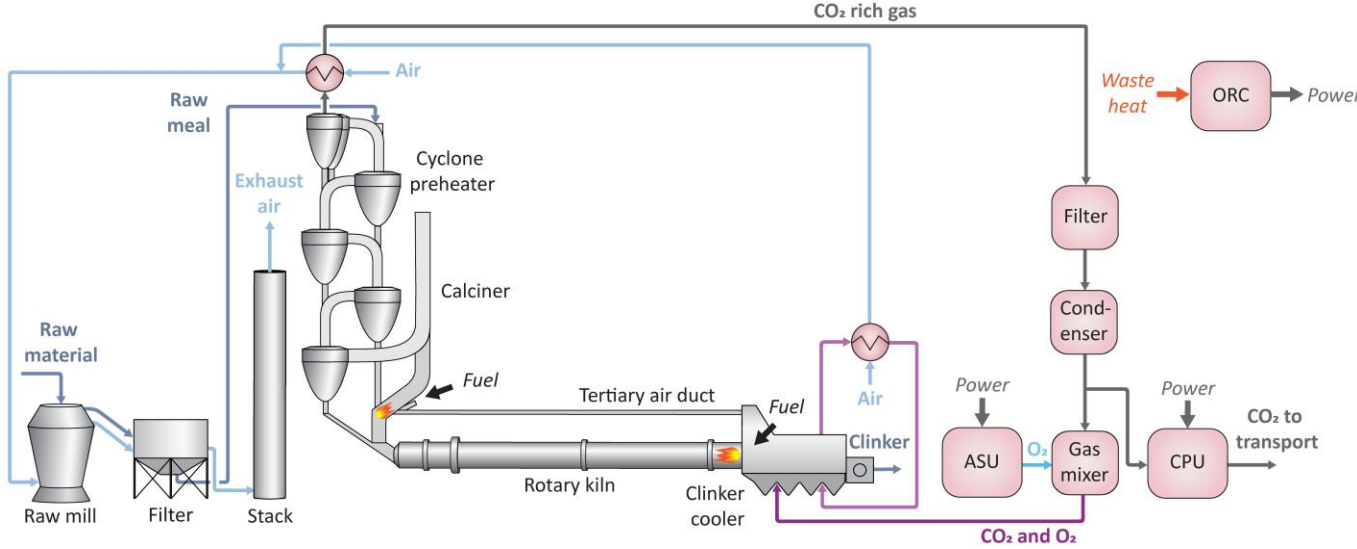 CO₂ rich gas
Air
Waste
heat
ORC
Power
Raw
meal
Cyclone
preheater
Exhaust
air
Filter
Calciner
Cond-
enser
Raw
material
Fuel
Tertiary air duct
Fuel
Air
Power
Power
CO₂ to
transport
Clinker
ASU
O₂
Gas
mixer
CPU
Rotary kiln
Clinker
cooler
Raw mill
Filter
Stack
CO₂ and O₂